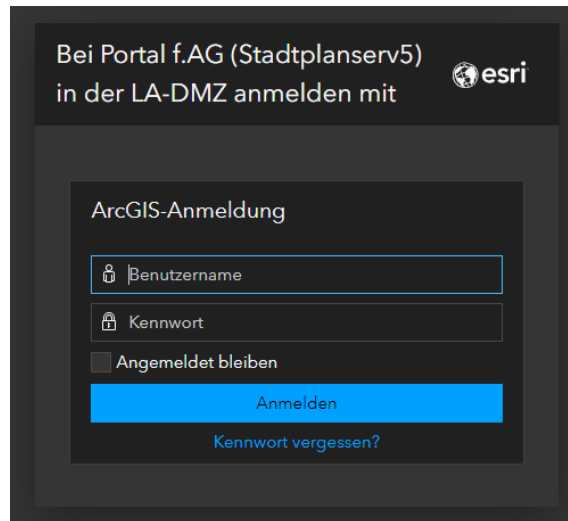 Bei Portal f.AG (Stadtplanserv5)
in der LA-DMZ anmelden mit
esri
ArcGIS-Anmeldung
Benutzername
Kennwort
Angemeldet bleiben
Anmelden
Kennwort vergessen?